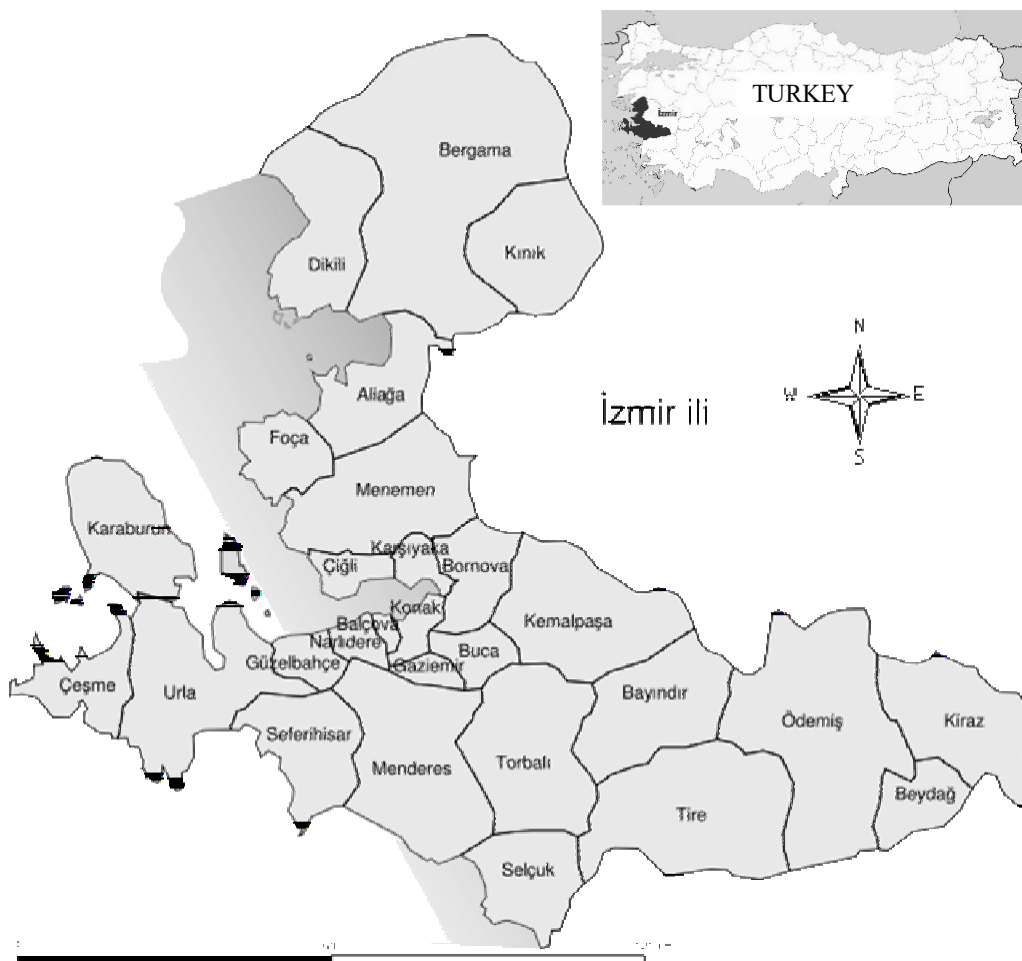 TURKEY
İzmir
Bergama
Kınık
Dikili
N
W E
S
İzmir ili
Aliağa
Foça
Menemen
Karaburun
Karşıyaka
Çiğli
Bornova
Konak
Balçova
Narlıdere
Kemalpaşa
Güzelbahçe
Gaziemir
Buca
Çeşme
Urla
Bayındır
Ödemiş
Kiraz
Seferihisar
Menderes
Torbalı
Beydağ
Tire
Selçuk